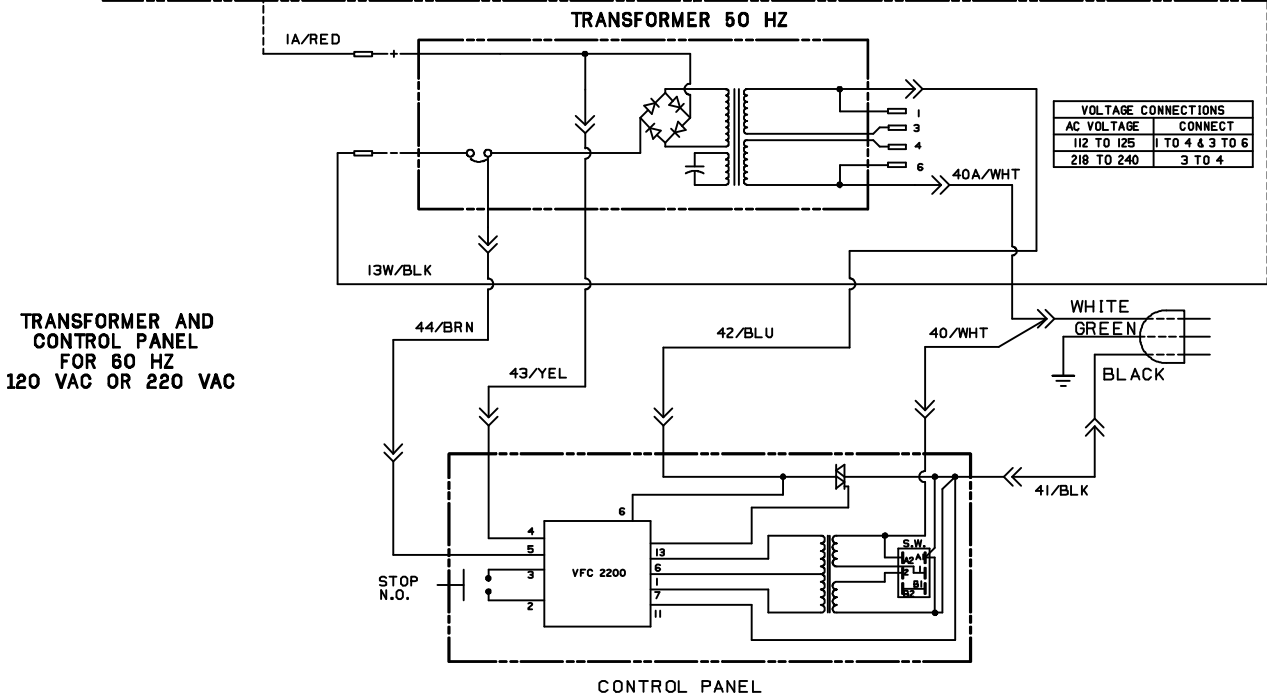 TRANSFORMER 50 HZ
1A/RED
+
1
3
4
6
VOLTAGE CONNECTIONS
AC VOLTAGE CONNECT
112 TO 125 1 TO 4 & 3 TO 6
218 TO 240 3 TO 4
40A/WHT
13W/BLK
TRANSFORMER AND
CONTROL PANEL
FOR 60 HZ
120 VAC OR 220 VAC
44/BRN
42/BLU
40/WHT
WHITE
GREEN
BLACK
43/YEL
41/BLK
6
4
5
3
2
VFC 2200
13
6
1
7
11
STOP
N.O.
S.W.
A2 A1
2 1
B1
B2
CONTROL PANEL